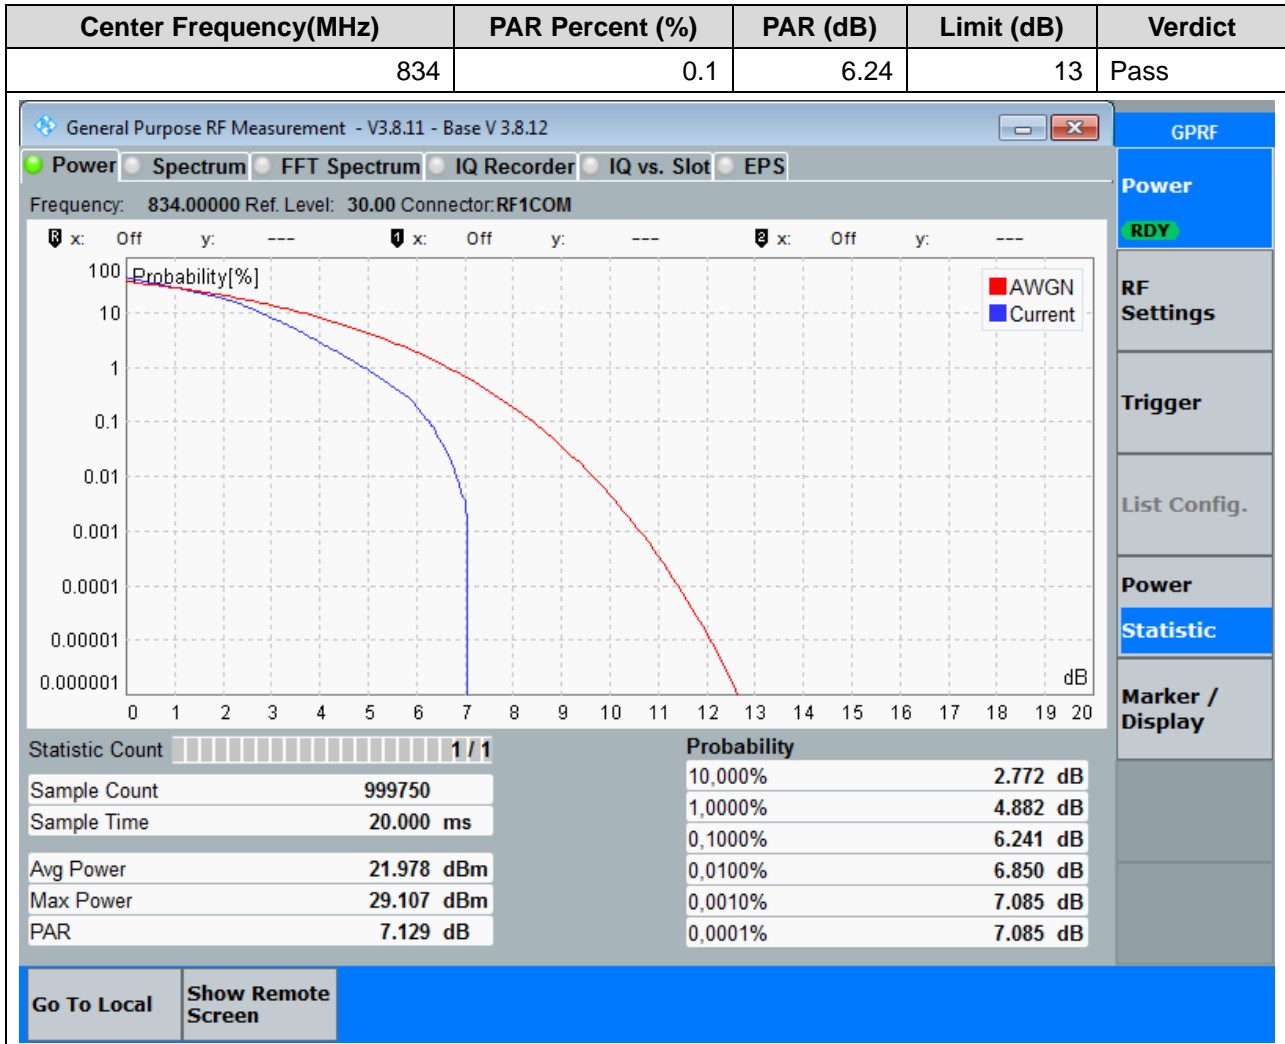 Center Frequency(MHz) PAR Percent (%) PAR (dB) Limit (dB) Verdict
834 0.1 6.24 13 Pass
General Purpose RF Measurement - V3.8.11 - Base V 3.8.12
GPRF
Power Spectrum FFT Spectrum IQ Recorder IQ vs. Slot EPS
Power
RDY
Frequency: 834.00000 Ref. Level: 30.00 Connector: RF1COM
R x: Off y: --- 1 x: Off y: --- 2 x: Off y: ---
Probability[%]
AWGN
Current
100
10
1
0.1
0.01
0.001
0.0001
0.00001
0.000001
dB
0 1 2 3 4 5 6 7 8 9 10 11 12 13 14 15 16 17 18 19 20
RF
Settings
Trigger
List Config.
Power
Statistic
Marker /
Display
Statistic Count 1 / 1
Sample Count 999750
Sample Time 20.000 ms
Avg Power 21.978 dBm
Max Power 29.107 dBm
PAR 7.129 dB
Probability
10,000% 2.772 dB
1,0000% 4.882 dB
0,1000% 6.241 dB
0,0100% 6.850 dB
0,0010% 7.085 dB
0,0001% 7.085 dB
Go To Local
Show Remote
Screen